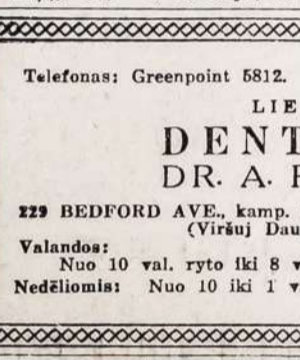 Telefonas: Greenpoint 5812.
LIE
DENT
DR. A.
229 BEDFORD AVE., kamp.
(Viršuj Dau
Valandos:
Nuo 10 val. ryto iki 8 v
Nedėliomis: Nuo 10 iki 1 v